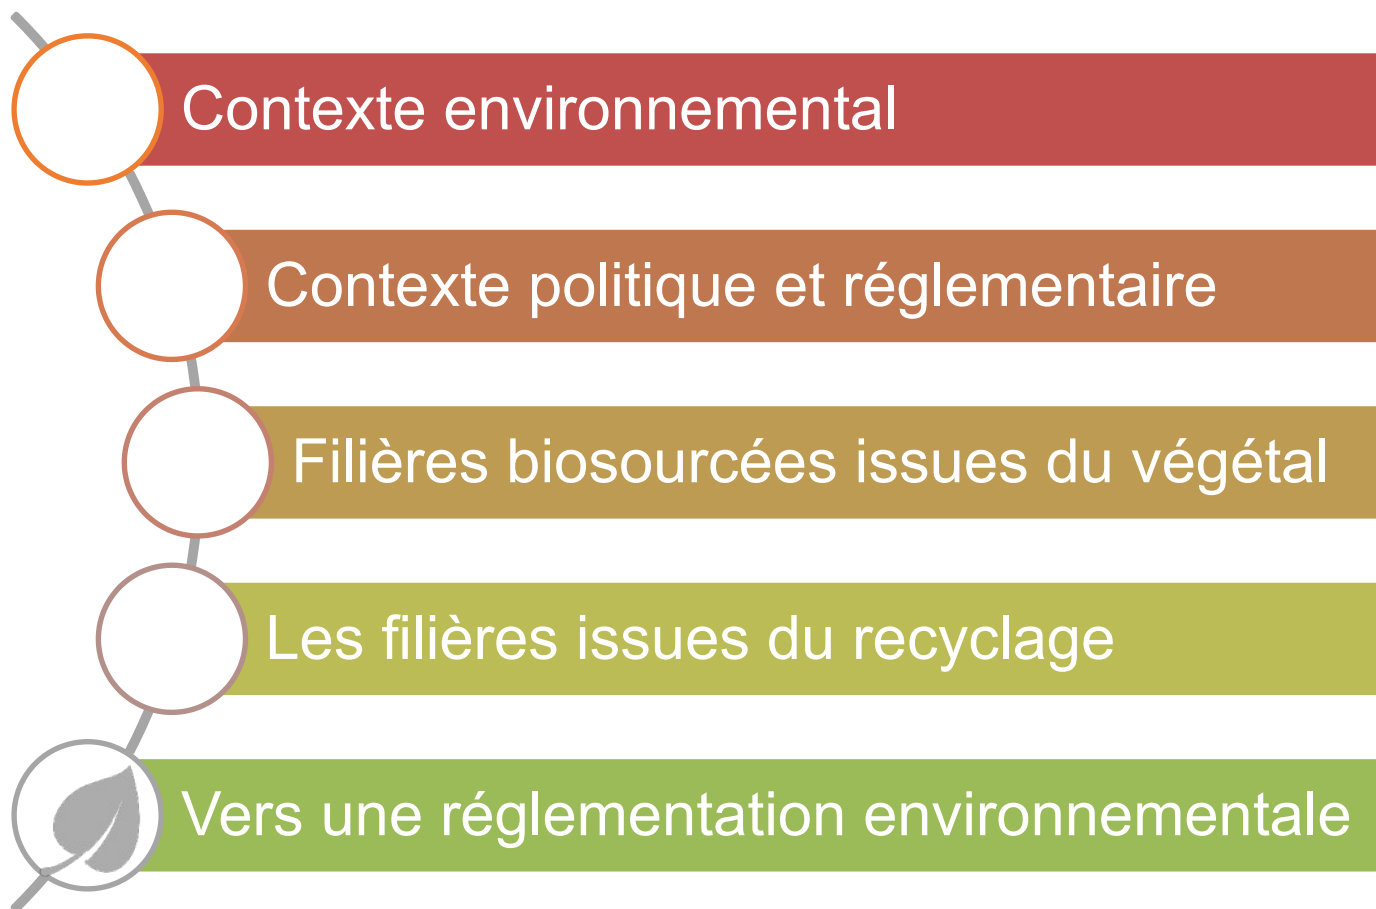 Contexte environnemental
Contexte politique et réglementaire
Filières biosourcées issues du végétal
Les filières issues du recyclage
Vers une réglementation environnementale